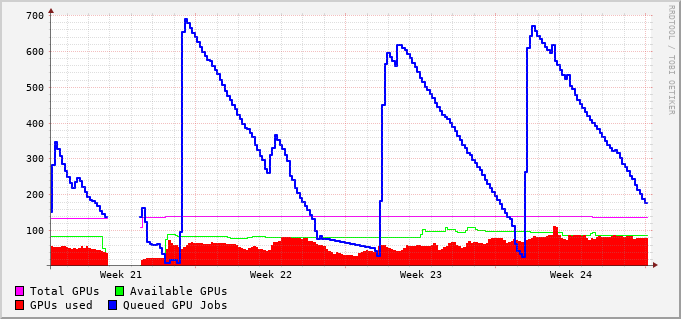 700
600
500
400
300
200
100
Week 21 Week 22 Week 23 Week 24
Total GPUs Available GPUs
GPUs used Queued GPU Jobs
RRDTOOL / TOBI OETIKER